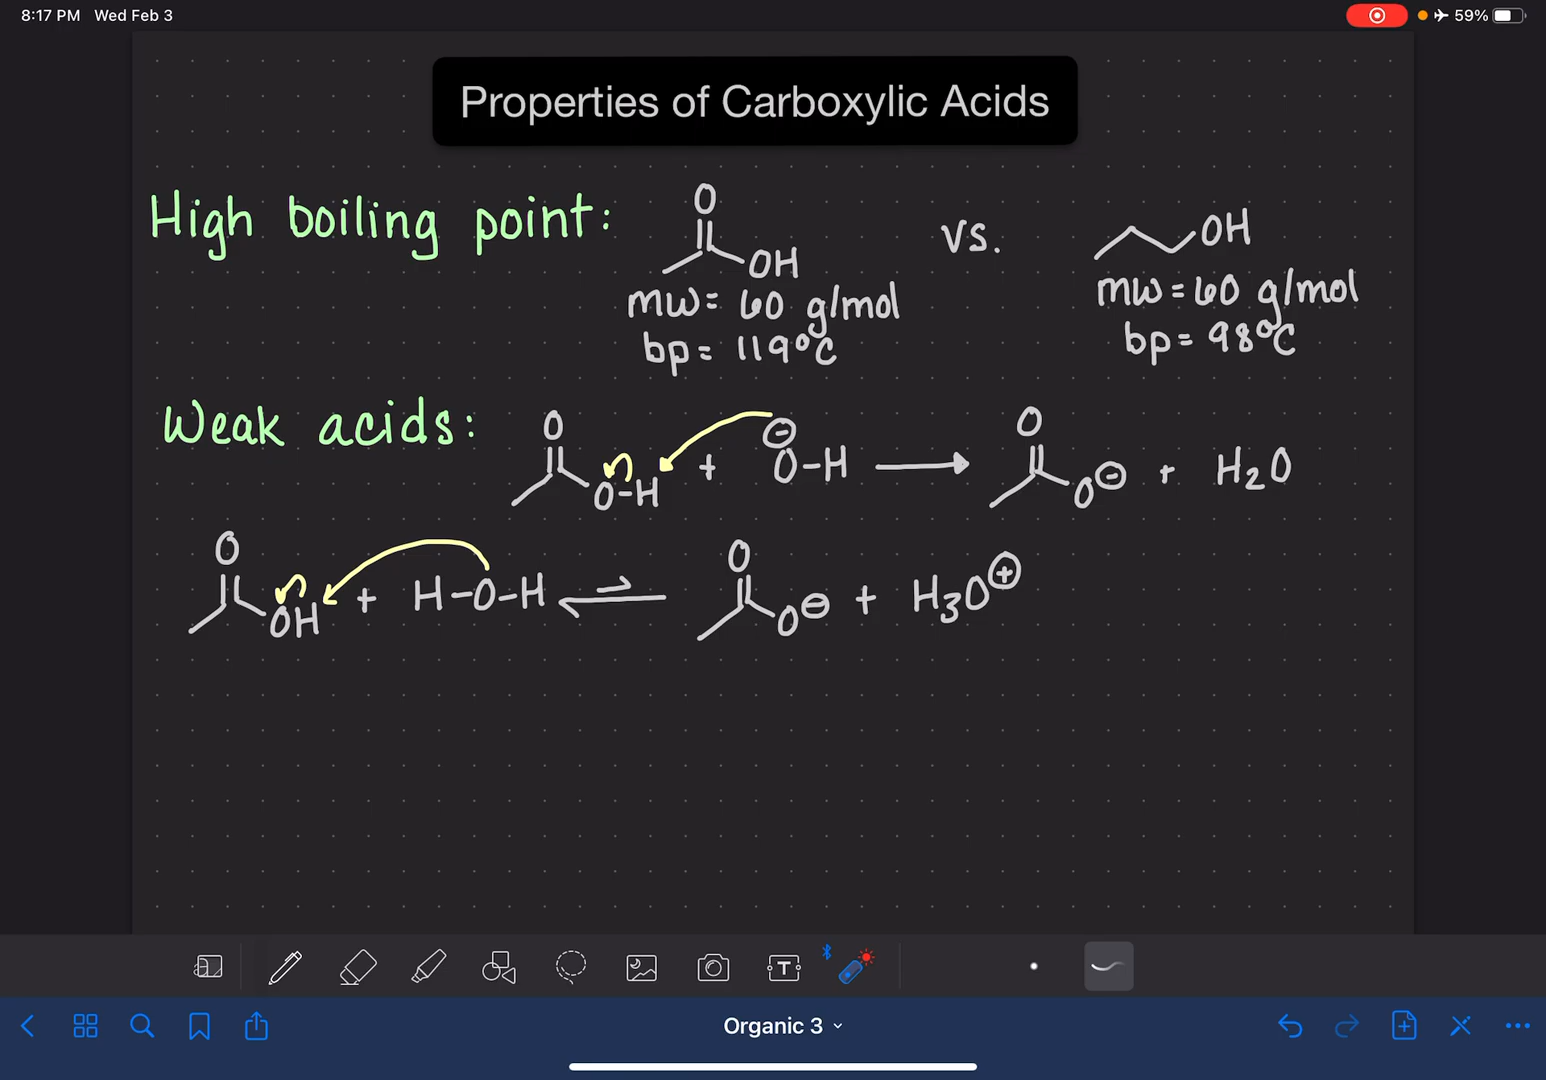 8:17 PM Wed Feb 3
59%
Properties of Carboxylic Acids
High boiling point:
O
OH
mw = 60 g/mol
bp = 119°C
vs.
OH
mw = 60 g/mol
bp = 98°C
Weak acids:
O
O-H + ⊖O-H → O O⊖ + H2O
O
OH + H-O-H ⇌ O O⊖ + H3O⊕
T
Organic 3